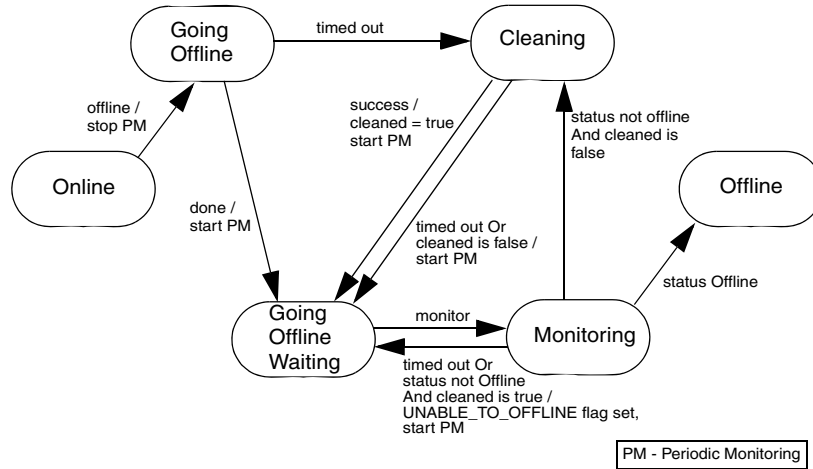 Going
Offline
timed out
Cleaning
offline /
stop PM
success /
cleaned = true
start PM
status not offline
And cleaned is
false
Online
Offline
done /
start PM
timed out Or
cleaned is false /
start PM
status Offline
Going
Offline
Waiting
monitor
Monitoring
timed out Or
status not Offline
And cleaned is true /
UNABLE_TO_OFFLINE flag set,
start PM
PM - Periodic Monitoring